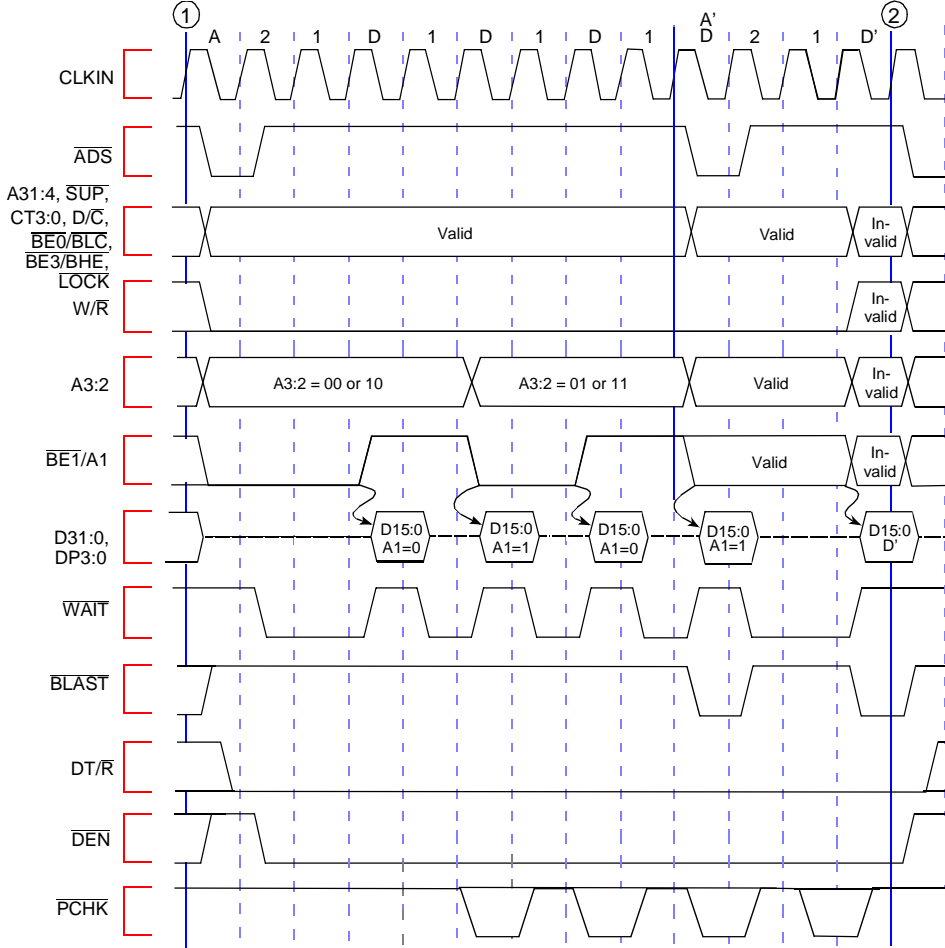 1 2
A'
A 2 1 D 1 D 1 D 1 D 2 1 D'
CLKIN
ADS
A31:4, SUP,
CT3:0, D/C,
BE0/BLC,
BE3/BHE,
LOCK
Valid Valid In-
valid
W/R In-
valid
A3:2 A3:2 = 00 or 10 A3:2 = 01 or 11 Valid In-
valid
BE1/A1 Valid In-
valid
D31:0,
DP3:0
D15:0 D15:0 D15:0 D15:0 D15:0
A1=0 A1=1 A1=0 A1=1 D'
WAIT
BLAST
DT/R
DEN
PCHK